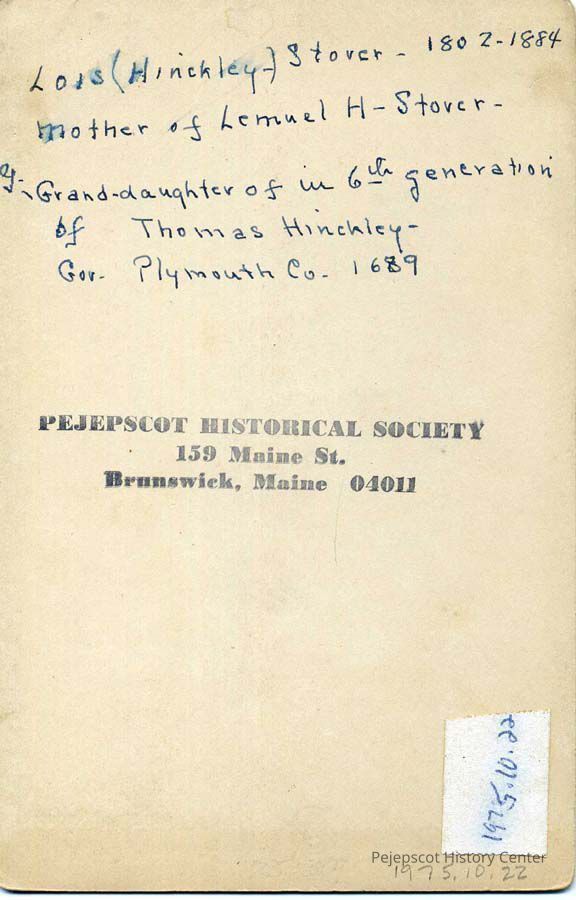 Lois (Hinckley-) Stover - 1802-1884
Mother of Lemuel H- Stover-
Grand-daughter of in 6th generation
of Thomas Hinckley-
Gov. Plymouth Co- 1689
PEJEPSCOT HISTORICAL SOCIETY
159 Maine St.
Brunswick, Maine 04011
1975.10.22
Pejepscot History Center
1975.10.22